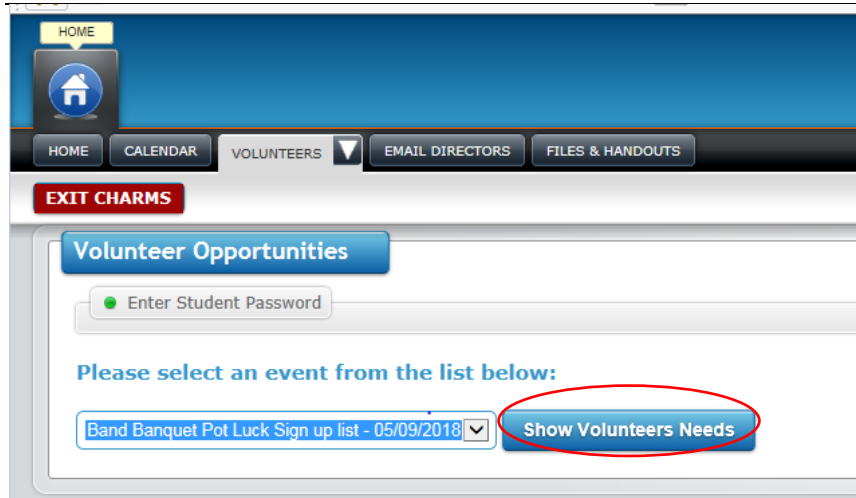 HOME
HOME CALENDAR VOLUNTEERS EMAIL DIRECTORS FILES & HANDOUTS
EXIT CHARMS
Volunteer Opportunities
Enter Student Password
Please select an event from the list below:
Band Banquet Pot Luck Sign up list - 05/09/2018 Show Volunteers Needs